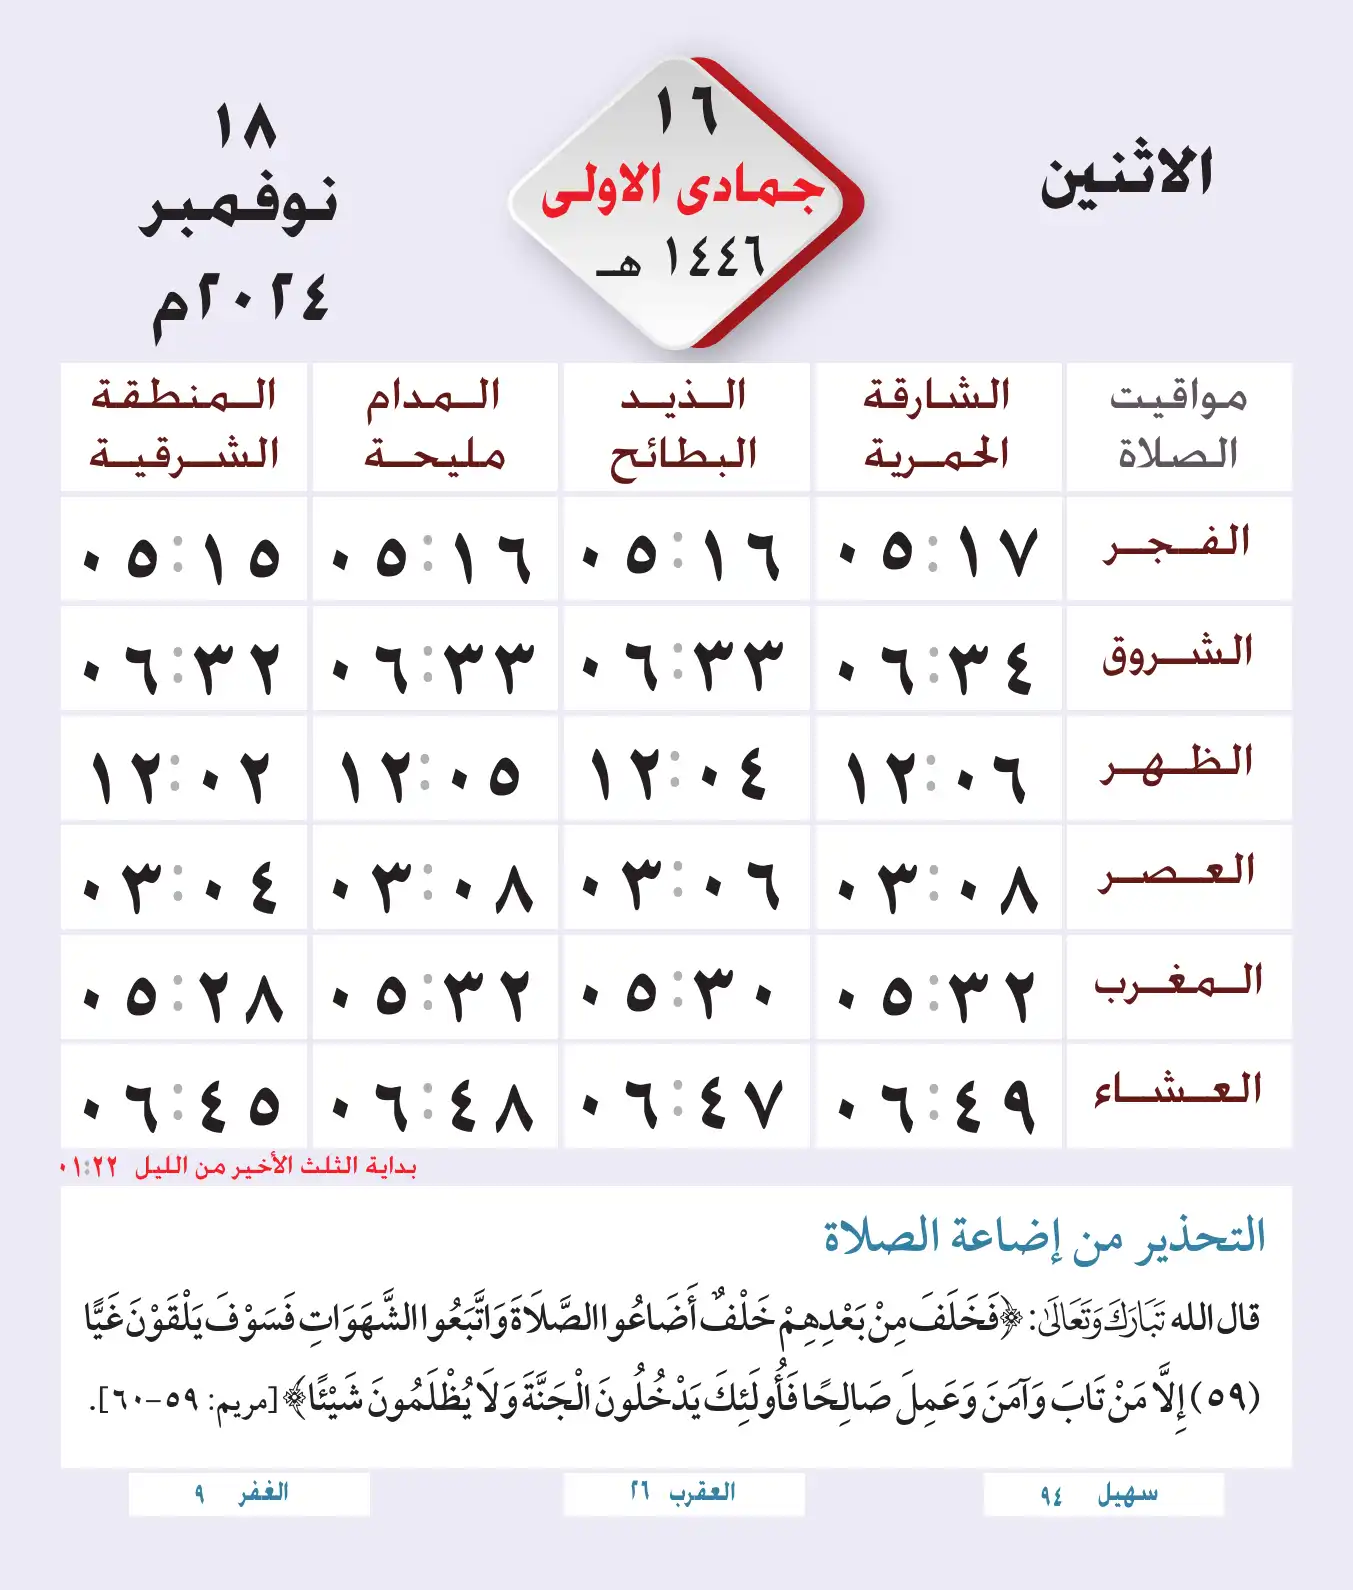 الاثنين
١٦
جمادى الاولى
١٤٤٦ هـ
١٨
نوفمبر
٢٠٢٤م
مواقيت الصلاة	الشارقة الحمرية	الذيد البطائح	المدام مليحة	المنطقة الشرقية
الفجر	٠٥:١٧	٠٥:١٦	٠٥:١٦	٠٥:١٥
الشروق	٠٦:٣٤	٠٦:٣٣	٠٦:٣٣	٠٦:٣٢
الظهر	١٢:٠٦	١٢:٠٤	١٢:٠٥	١٢:٠٢
العصر	٠٣:٠٨	٠٣:٠٦	٠٣:٠٨	٠٣:٠٤
المغرب	٠٥:٣٢	٠٥:٣٠	٠٥:٣٢	٠٥:٢٨
العشاء	٠٦:٤٩	٠٦:٤٧	٠٦:٤٨	٠٦:٤٥
بداية الثلث الأخير من الليل ٠١:٢٢
التحذير من إضاعة الصلاة
قال الله تَبَارَكَ وَتَعَالَىٰ: ﴿فَخَلَفَ مِنْ بَعْدِهِمْ خَلْفٌ أَضَاعُوا الصَّلَاةَ وَاتَّبَعُوا الشَّهَوَاتِ فَسَوْفَ يَلْقَوْنَ غَيًّا
(٥٩) إِلَّا مَنْ تَابَ وَآمَنَ وَعَمِلَ صَالِحًا فَأُولَئِكَ يَدْخُلُونَ الْجَنَّةَ وَلَا يُظْلَمُونَ شَيْئًا﴾ [مريم: ٥٩-٦٠].
سهيل ٩٤	العقرب ٢٦	الغفر ٩